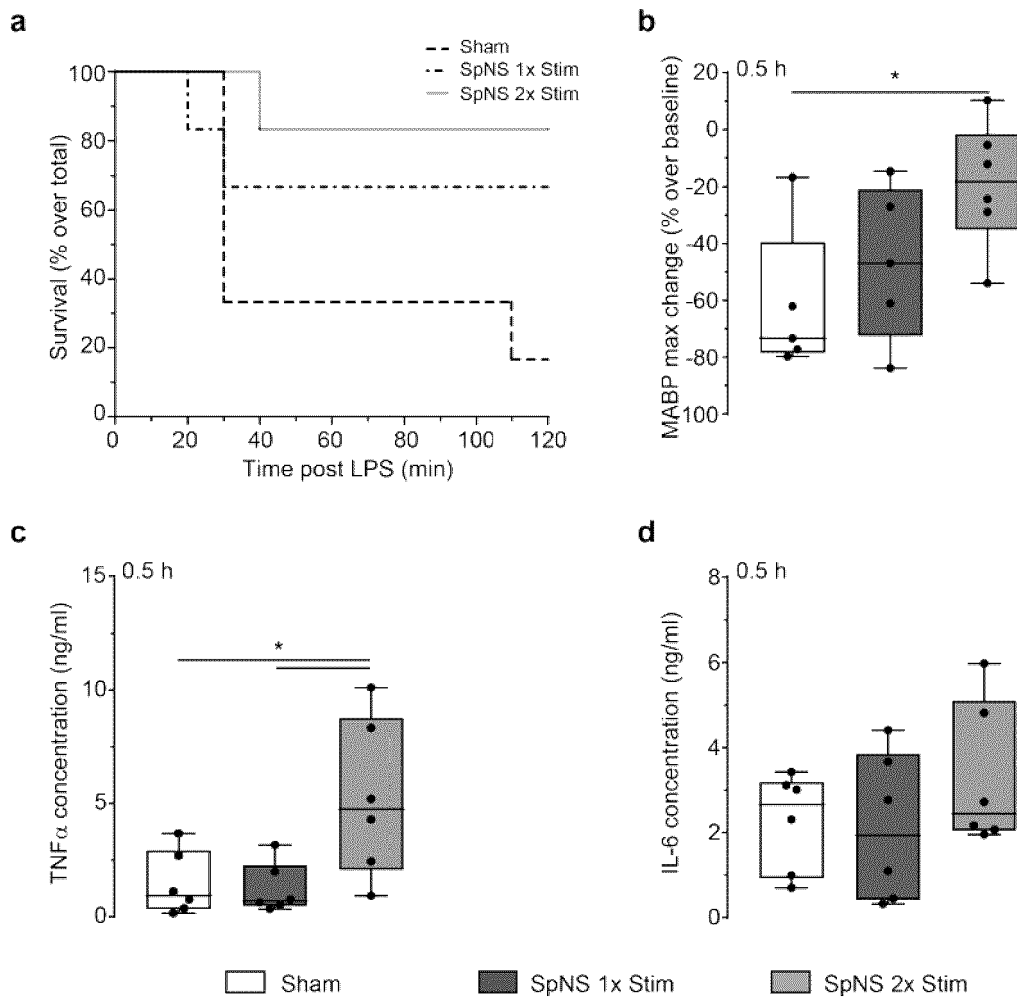 a
Sham
SpNS 1x Stim
SpNS 2x Stim
Survival (% over total)
100
80
60
40
20
0
0 20 40 60 80 100 120
Time post LPS (min)
b
0.5 h
*
MABP max change (% over baseline)
20
0
-20
-40
-60
-80
-100
c
0.5 h
*
TNFα concentration (ng/ml)
15
10
5
0
d
0.5 h
IL-6 concentration (ng/ml)
8
6
4
2
0
Sham SpNS 1x Stim SpNS 2x Stim